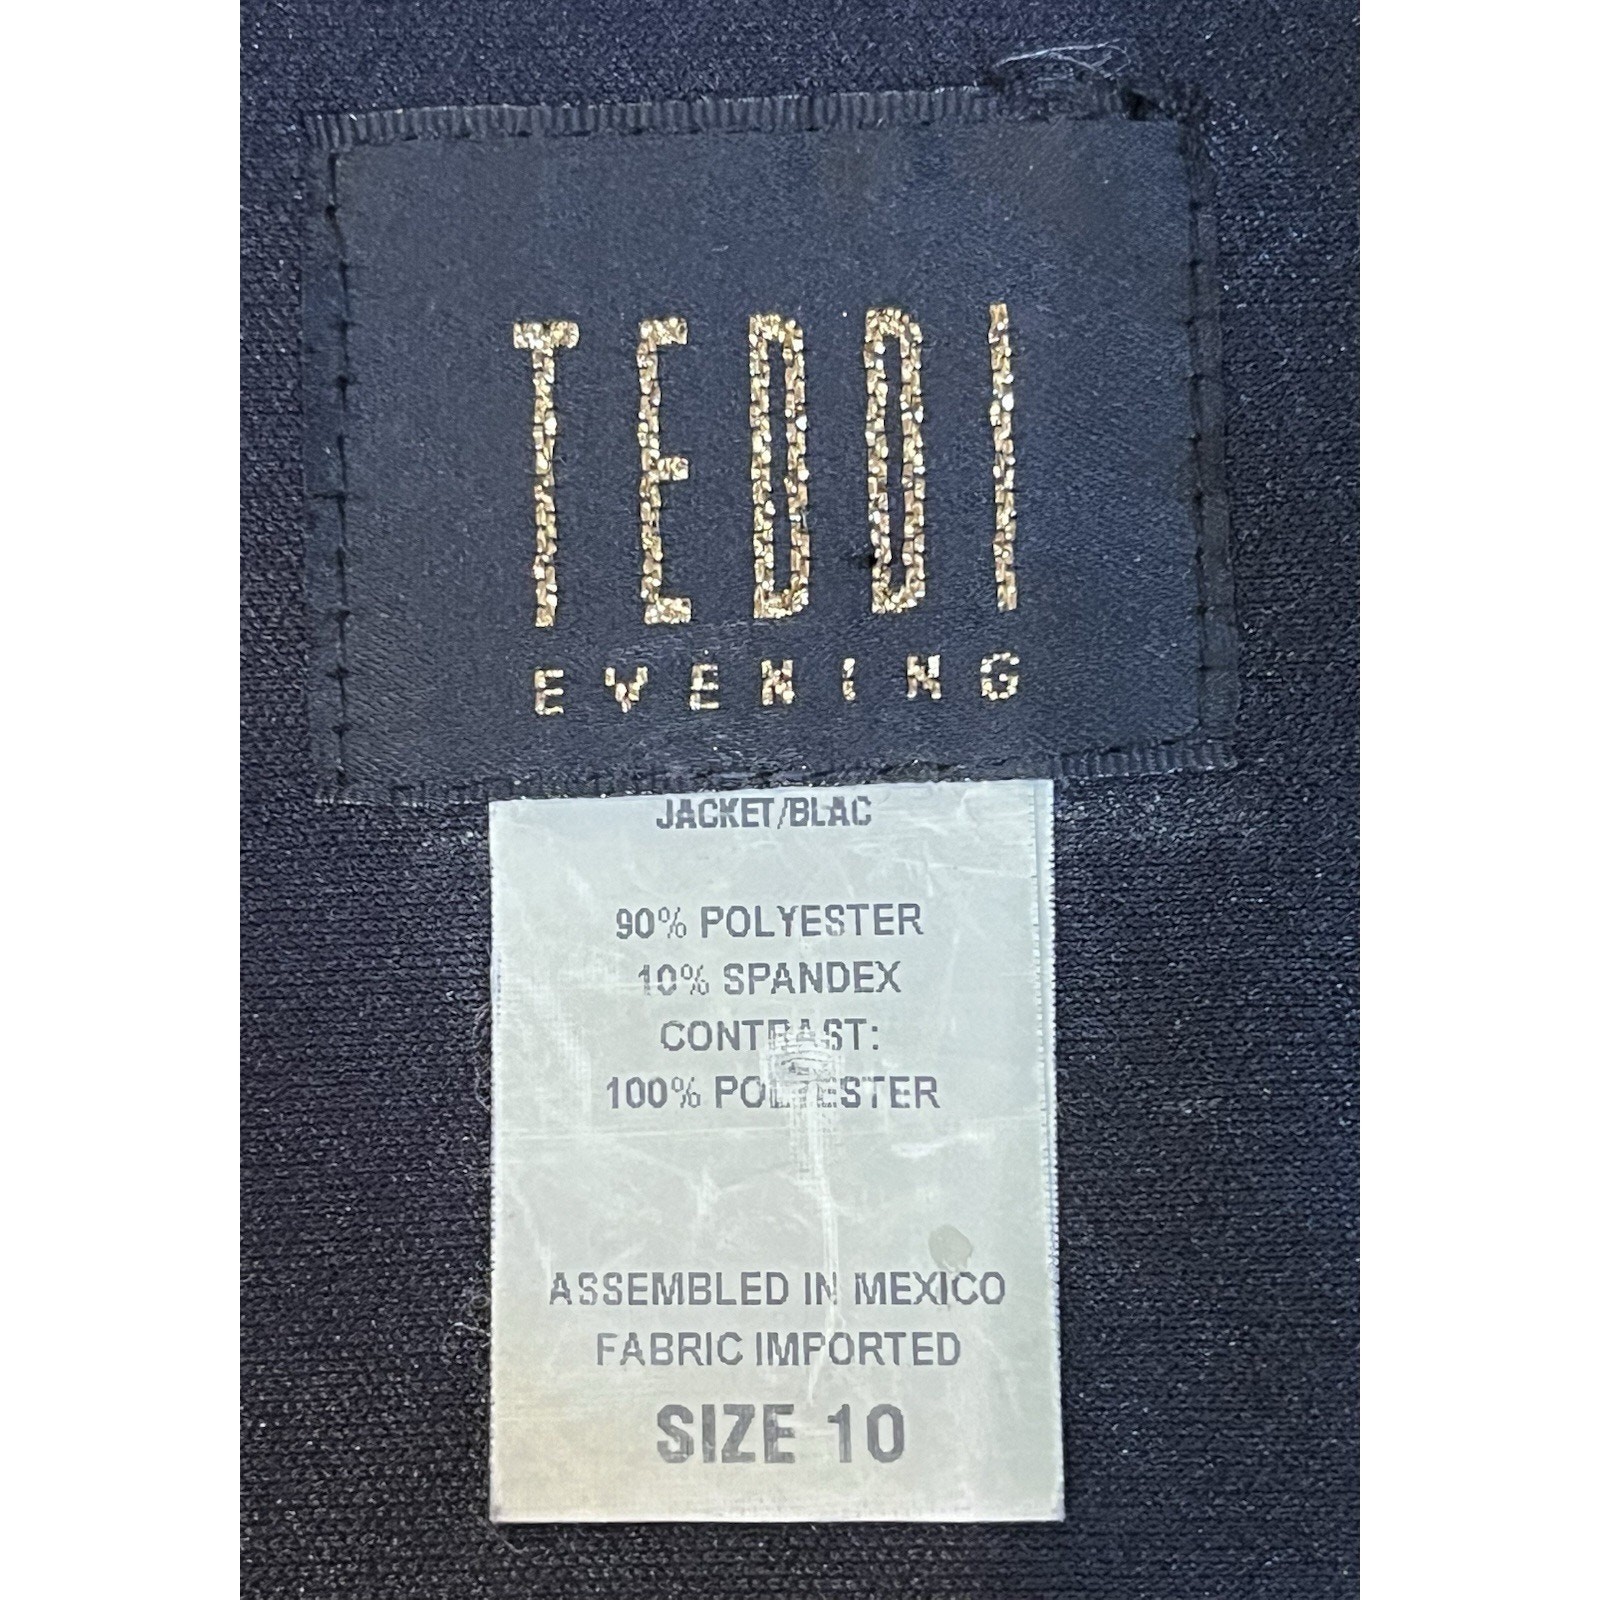 TEDDI
EVENING
JACKET/BLAC
90% POLYESTER
10% SPANDEX
CONTRAST:
100% POLYESTER
ASSEMBLED IN MEXICO
FABRIC IMPORTED
SIZE 10